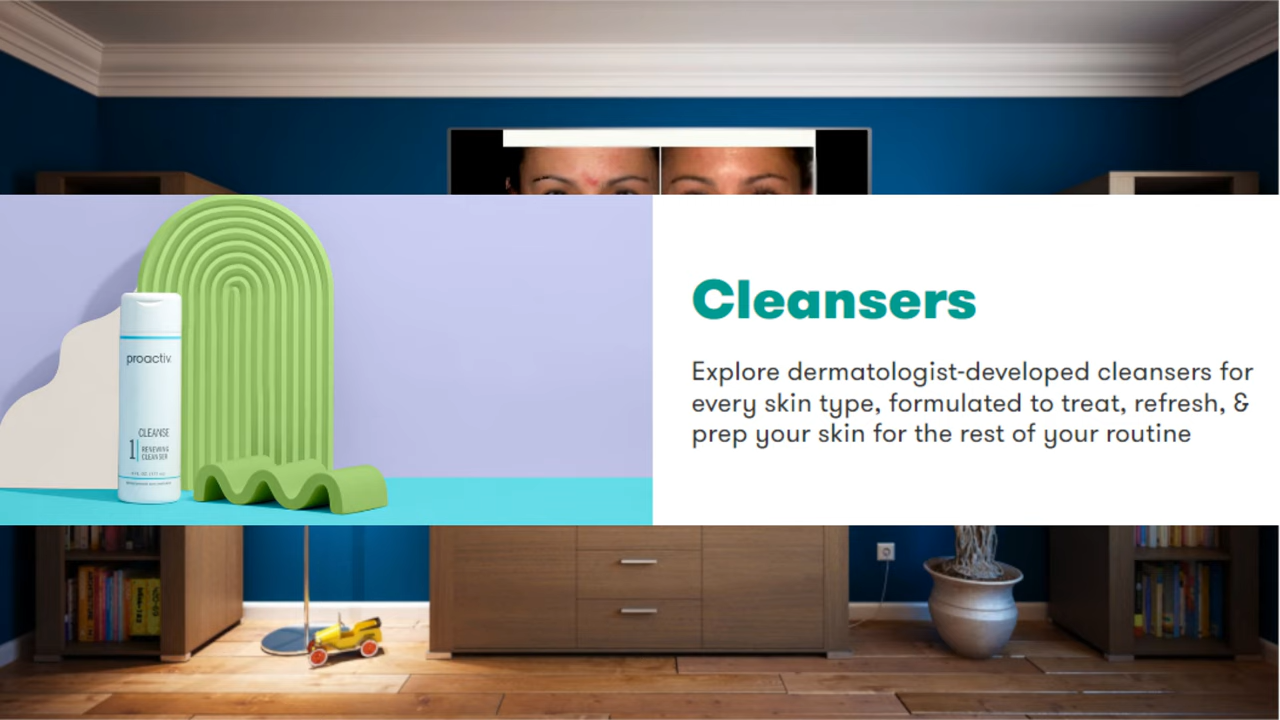 Cleansers
Explore dermatologist-developed cleansers for
every skin type, formulated to treat, refresh, &
prep your skin for the rest of your routine
proactiv.
CLEANSE
1 RENEWING
CLEANSER